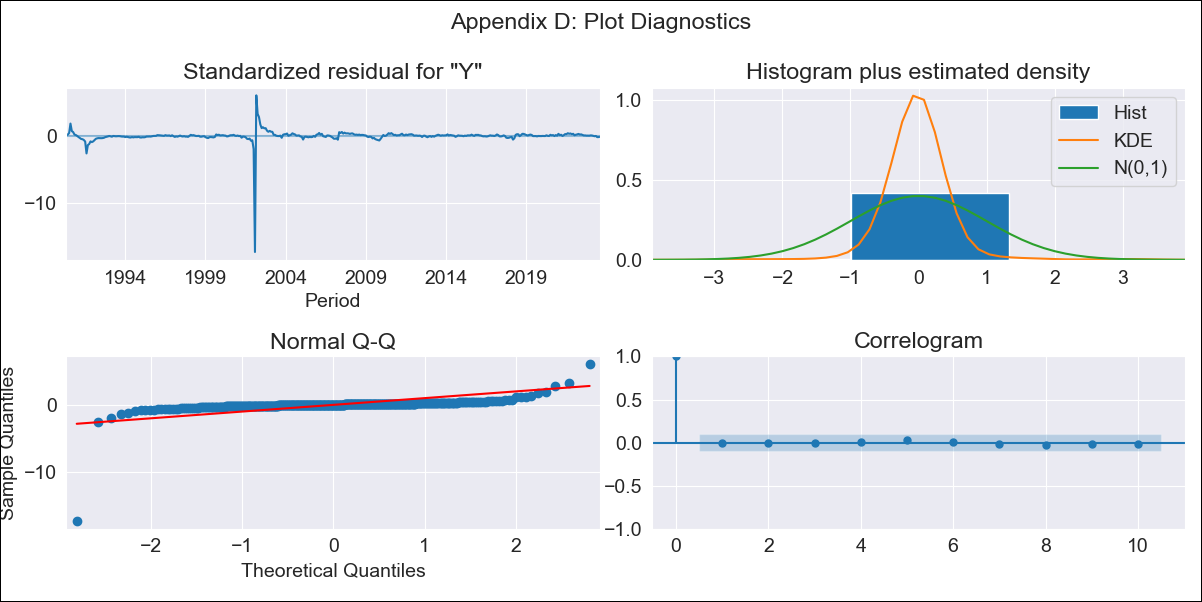 Appendix D: Plot Diagnostics
Standardized residual for "Y"
0
−10
1994 1999 2004 2009 2014 2019
Period
Histogram plus estimated density
1.0
0.5
0.0
Hist
KDE
N(0,1)
−3 −2 −1 0 1 2 3
Normal Q-Q
Sample Quantiles
0
−10
−2 −1 0 1 2
Theoretical Quantiles
Correlogram
1.0
0.5
0.0
−0.5
−1.0
0 2 4 6 8 10